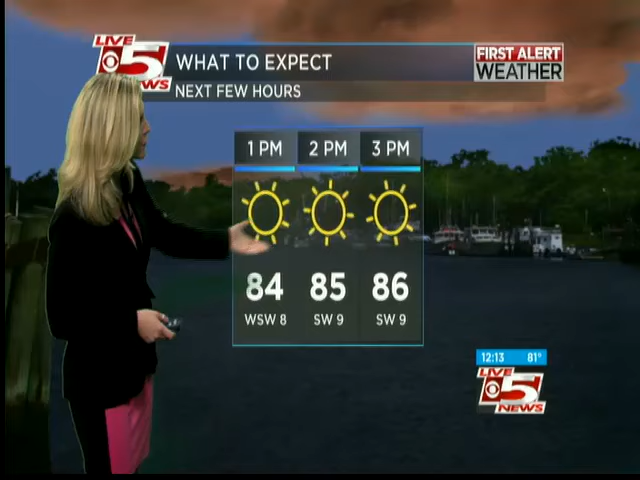 LIVE
5
NEWS
WHAT TO EXPECT
NEXT FEW HOURS
FIRST ALERT
WEATHER
1 PM 2 PM 3 PM
84 85 86
WSW 8 SW 9 SW 9
12:13 81°
LIVE
5
NEWS